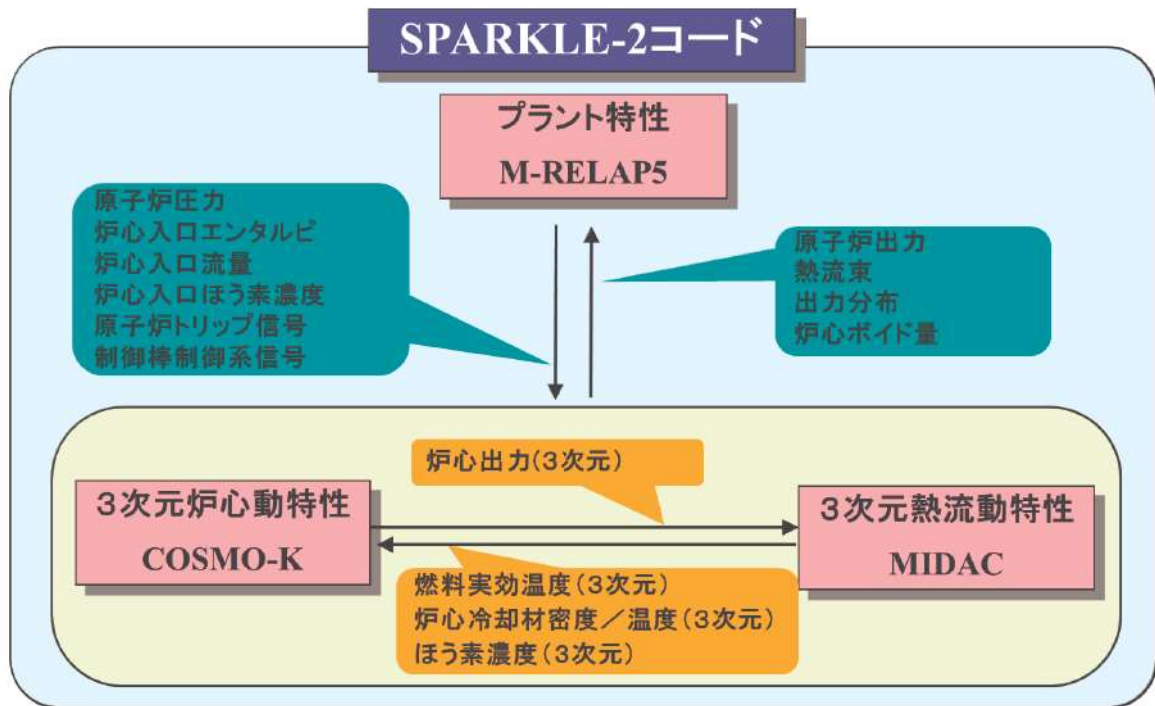 SPARKLE-2コード
プラント特性
M-RELAP5
原子炉圧力
炉心入口エンタルピ
炉心入口流量
炉心入口ほう素濃度
原子炉トリップ信号
制御棒制御系信号
原子炉出力
熱流束
出力分布
炉心ボイド量
炉心出力(3次元)
3次元炉心動特性
COSMO-K
3次元熱流動特性
MIDAC
燃料実効温度(3次元)
炉心冷却材密度/温度(3次元)
ほう素濃度(3次元)